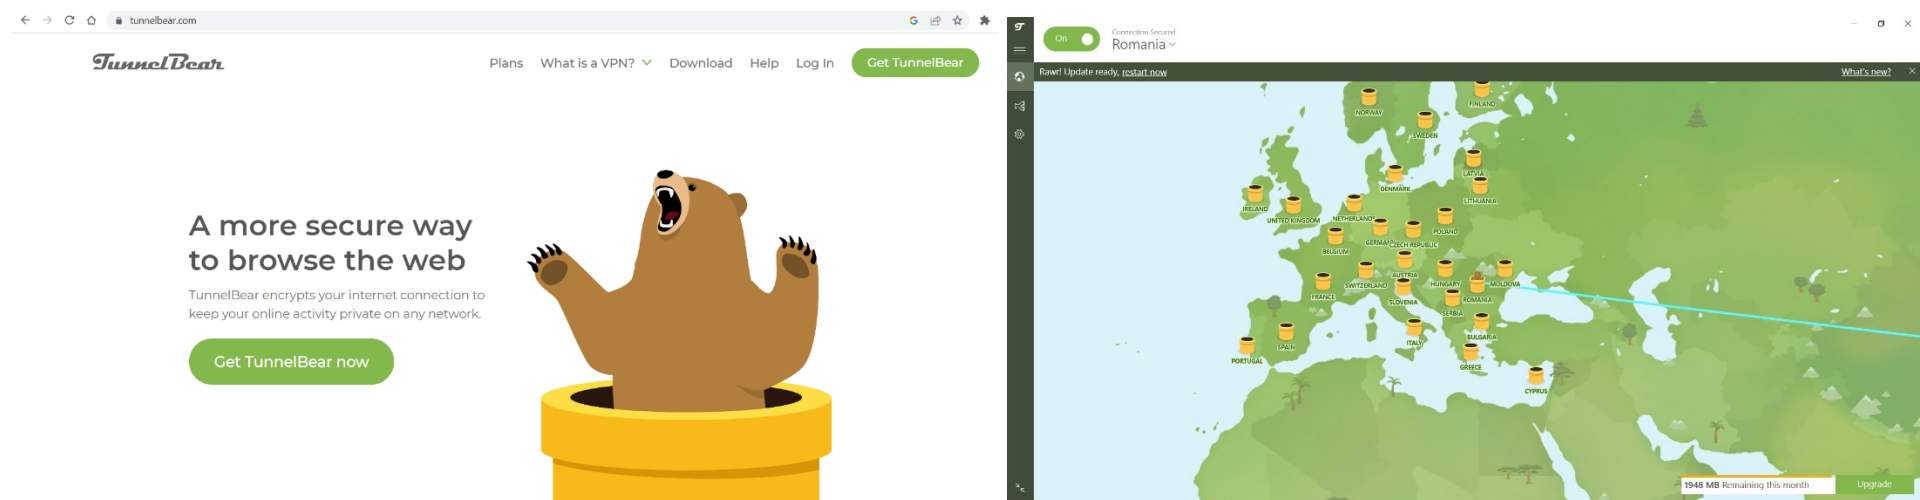 tunnelbear.com
TunnelBear
Plans
What is a VPN?
Download
Help
Log In
Get TunnelBear
A more secure way
to browse the web
TunnelBear encrypts your internet connection to
keep your online activity private on any network.
Get TunnelBear now
On
Connection Secured
Romania
Rawr! Update ready, restart now
What's new?
NORWAY
FINLAND
SWEDEN
LATVIA
DENMARK
LITHUANIA
IRELAND
UNITED KINGDOM
NETHERLANDS
POLAND
GERMANY
CZECH REPUBLIC
BELGIUM
AUSTRIA
SWITZERLAND
HUNGARY
MOLDOVA
FRANCE
SLOVENIA
ROMANIA
SERBIA
ITALY
BULGARIA
SPAIN
PORTUGAL
GREECE
CYPRUS
1948 MB Remaining this month
Upgrade